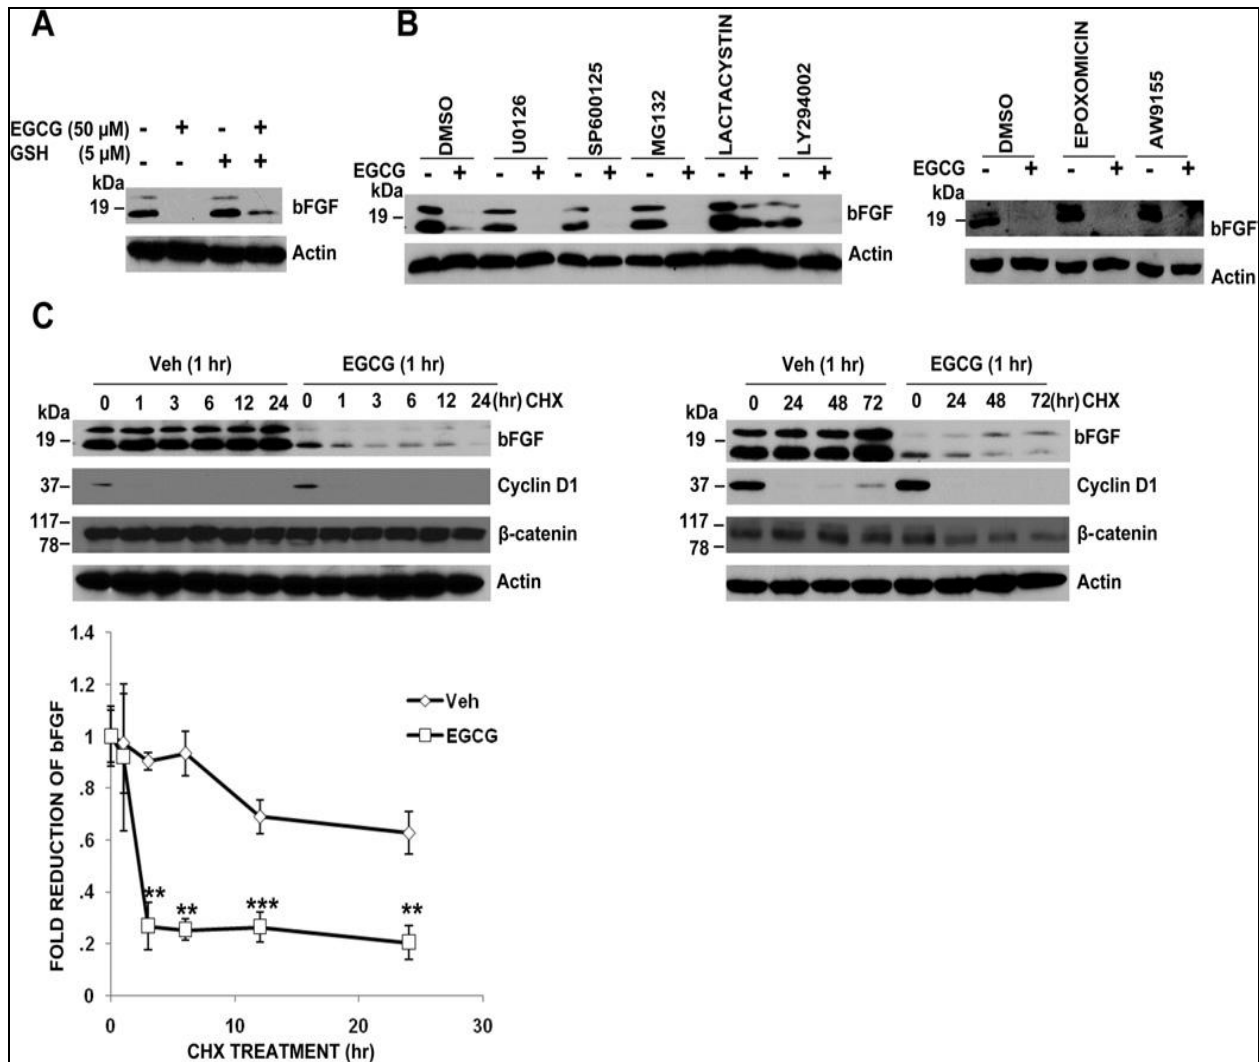 A
EGCG (50 µM) - + - +
GSH (5 µM) - - + +
kDa
19
bFGF
Actin
B
DMSO U0126 SP600125 MG132 LACTACYSTIN LY294002
EGCG - + - + - + - + - + - +
kDa
19
bFGF
Actin
DMSO EPOXOMICIN AW9155
EGCG - + - + - +
kDa
19
bFGF
Actin
C
Veh (1 hr) EGCG (1 hr)
kDa 0 1 3 6 12 24 0 1 3 6 12 24 (hr) CHX
19 bFGF
37 Cyclin D1
117
78
β-catenin
Actin
Veh (1 hr) EGCG (1 hr)
kDa 0 24 48 72 0 24 48 72 (hr) CHX
19 bFGF
37 Cyclin D1
117
78
β-catenin
Actin
FOLD REDUCTION OF bFGF
1.4
1.2
1
.8
.6
.4
.2
0
Veh
EGCG
** ** *** **
0 10 20 30
CHX TREATMENT (hr)